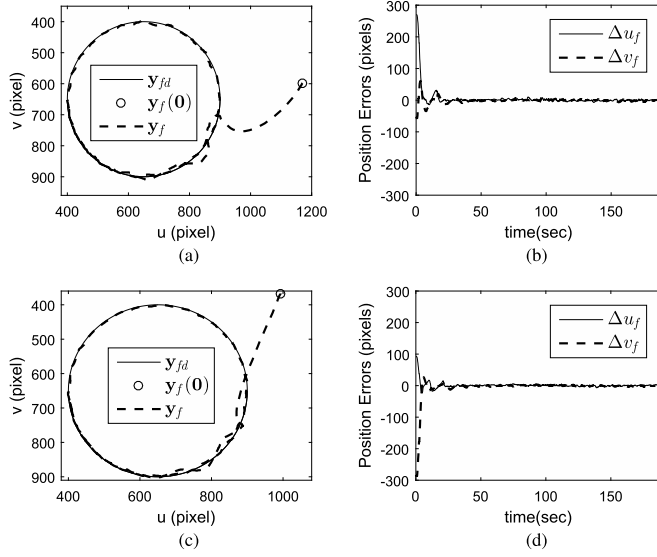 400
500
600
700
800
900
v (pixel)
y_fd
y_f(0)
y_f
400 600 800 1000 1200
u (pixel)
(a)
300
200
100
0
-100
-200
-300
Position Errors (pixels)
Δu_f
Δv_f
0 50 100 150
time(sec)
(b)
400
500
600
700
800
900
v (pixel)
y_fd
y_f(0)
y_f
400 600 800 1000
u (pixel)
(c)
300
200
100
0
-100
-200
-300
Position Errors (pixels)
Δu_f
Δv_f
0 50 100 150
time(sec)
(d)